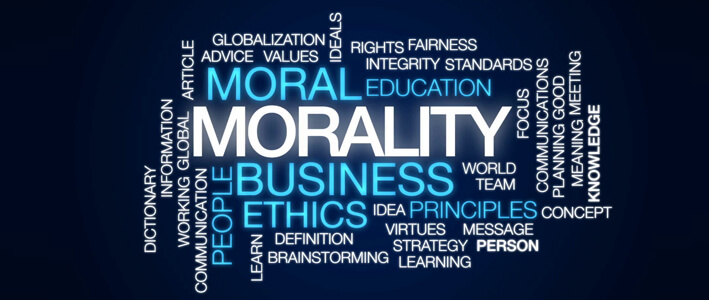 GLOBALIZATION
ADVICE VALUES
IDEALS
RIGHTS FAIRNESS
INTEGRITY STANDARDS
ARTICLE
MORAL
EDUCATION
MORALITY
FOCUS
COMMUNICATIONS
PLANNING GOOD
MEANING MEETING
KNOWLEDGE
DICTIONARY
INFORMATION
WORKING GLOBAL
COMMUNICATION
PEOPLE
BUSINESS
WORLD
TEAM
ETHICS
IDEA
PRINCIPLES
CONCEPT
LEARN
DEFINITION
BRAINSTORMING
VIRTUES
MESSAGE
STRATEGY
PERSON
LEARNING